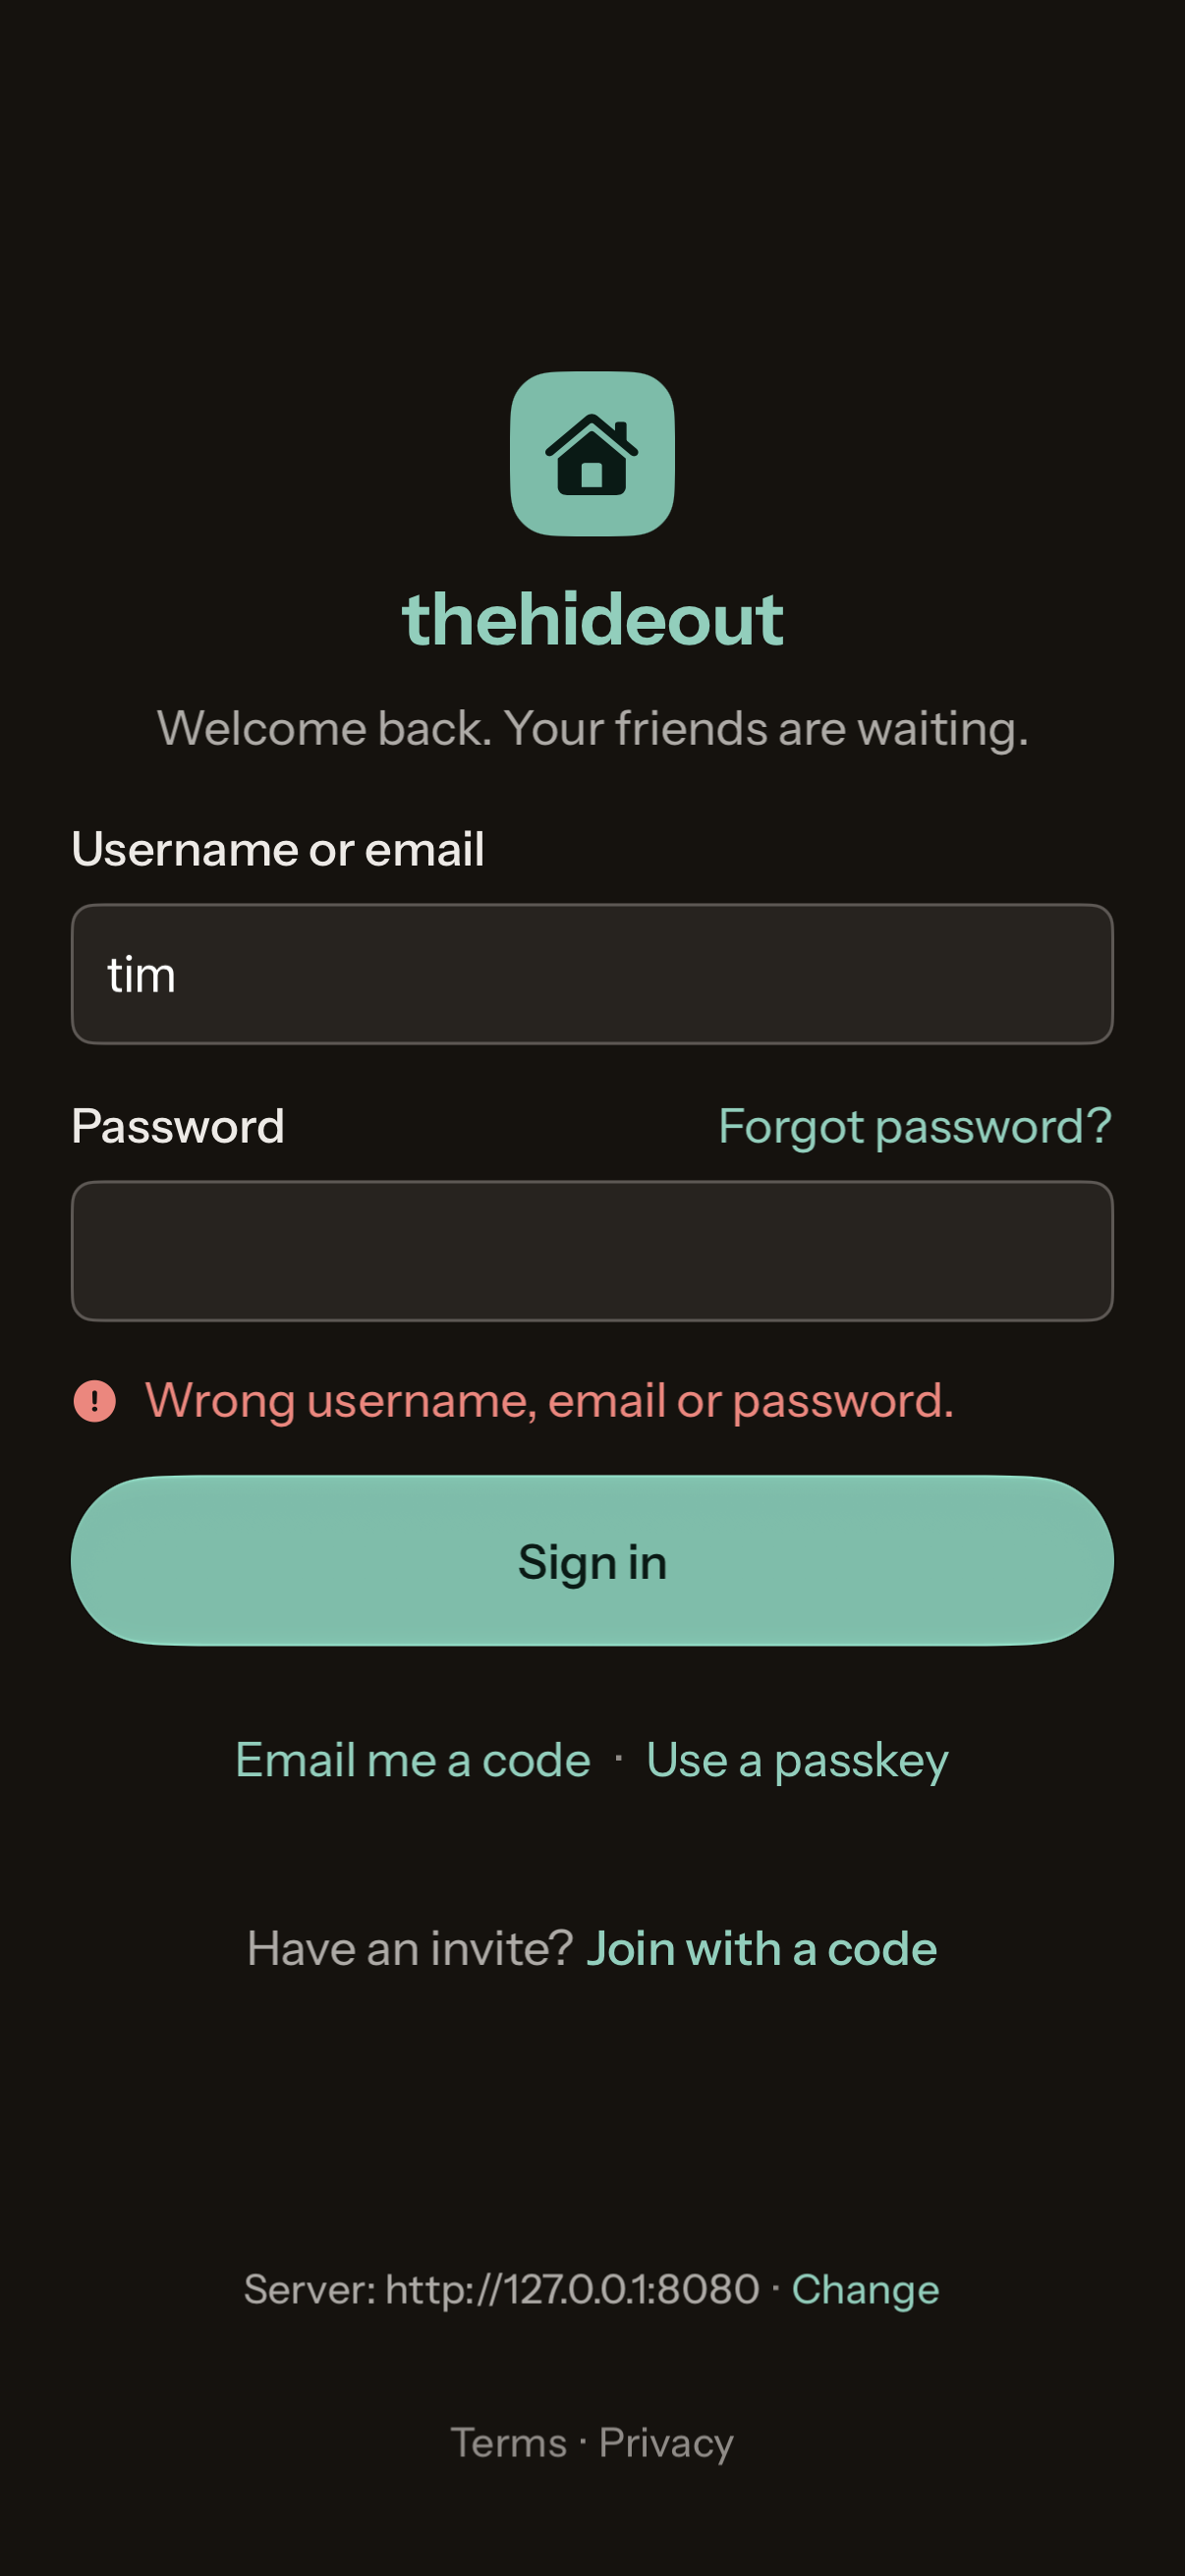 thehideout
Welcome back. Your friends are waiting.
Username or email
tim
Password Forgot password?
Wrong username, email or password.
Sign in
Email me a code · Use a passkey
Have an invite? Join with a code
Server: http://127.0.0.1:8080 · Change
Terms · Privacy